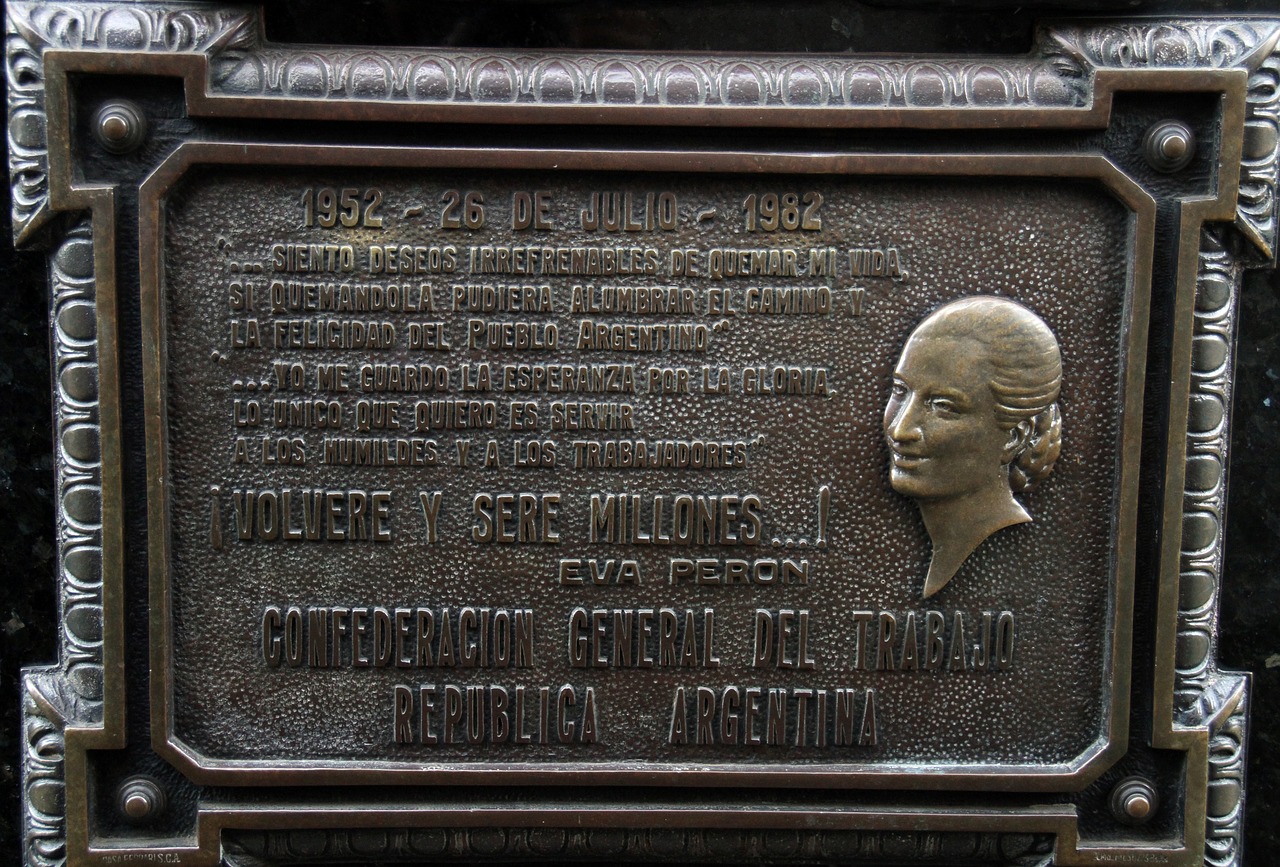 1952 - 26 DE JULIO - 1982
"...SIENTO DESEOS IRREFRENABLES DE QUEMAR MI VIDA,
SI QUEMANDOLA PUDIERA ALUMBRAR EL CAMINO Y
LA FELICIDAD DEL PUEBLO ARGENTINO"
"...YO ME GUARDO LA ESPERANZA POR LA GLORIA,
LO UNICO QUE QUIERO ES SERVIR
A LOS HUMILDES Y A LOS TRABAJADORES"
¡VOLVERE Y SERE MILLONES...!
EVA PERON
CONFEDERACION GENERAL DEL TRABAJO
REPUBLICA ARGENTINA
CASA S.C.A.